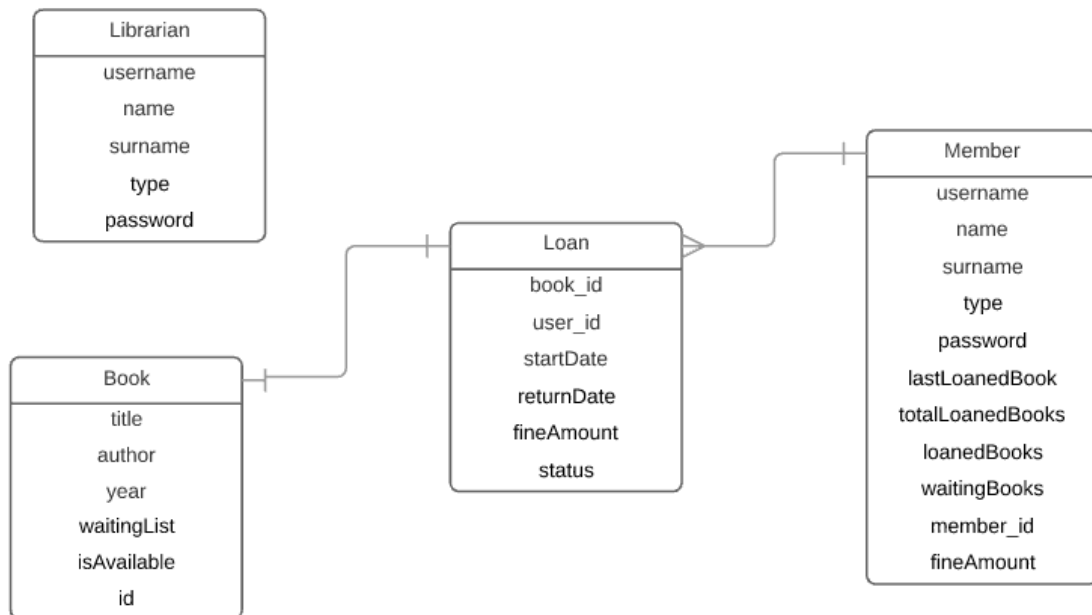 Librarian
username
name
surname
type
password
Book
title
author
year
waitingList
isAvailable
id
Loan
book_id
user_id
startDate
returnDate
fineAmount
status
Member
username
name
surname
type
password
lastLoanedBook
totalLoanedBooks
loanedBooks
waitingBooks
member_id
fineAmount